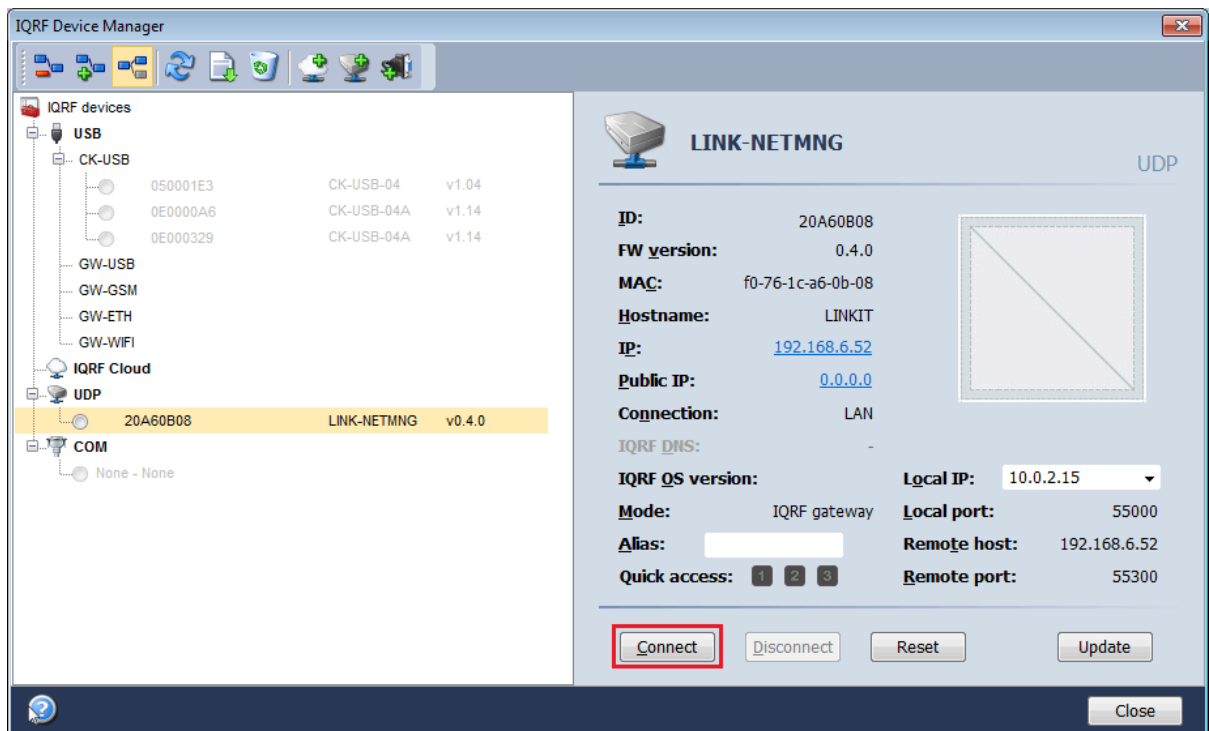 IQRF Device Manager
IQRF devices
USB
CK-USB
050001E3 CK-USB-04 v1.04
0E0000A6 CK-USB-04A v1.14
0E000329 CK-USB-04A v1.14
GW-USB
GW-GSM
GW-ETH
GW-WIFI
IQRF Cloud
UDP
20A60B08 LINK-NETMNG v0.4.0
COM
None - None
LINK-NETMNG
UDP
ID: 20A60B08
FW version: 0.4.0
MAC: f0-76-1c-a6-0b-08
Hostname: LINKIT
IP: 192.168.6.52
Public IP: 0.0.0.0
Connection: LAN
IQRF DNS: -
IQRF OS version: Local IP: 10.0.2.15
Mode: IQRF gateway Local port: 55000
Alias: Remote host: 192.168.6.52
Quick access: 1 2 3 Remote port: 55300
Connect Disconnect Reset Update
Close